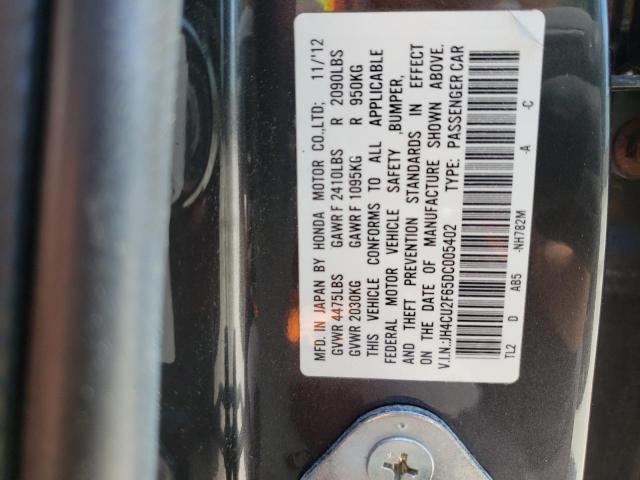 MFD. IN JAPAN BY HONDA MOTOR CO.,LTD; 11/12
GVWR 4475LBS GAWR F 2410LBS R 2090LBS
GVWR 2030KG GAWR F 1095KG R 950KG
THIS VEHICLE CONFORMS TO ALL APPLICABLE
FEDERAL MOTOR VEHICLE SAFETY ,BUMPER,
AND THEFT PREVENTION STANDARDS IN EFFECT
ON THE DATE OF MANUFACTURE SHOWN ABOVE.
V.I.N.:JH4CU2F65DC005402 TYPE: PASSENGER CAR
TL2 D AB5 -NH782M -A -C